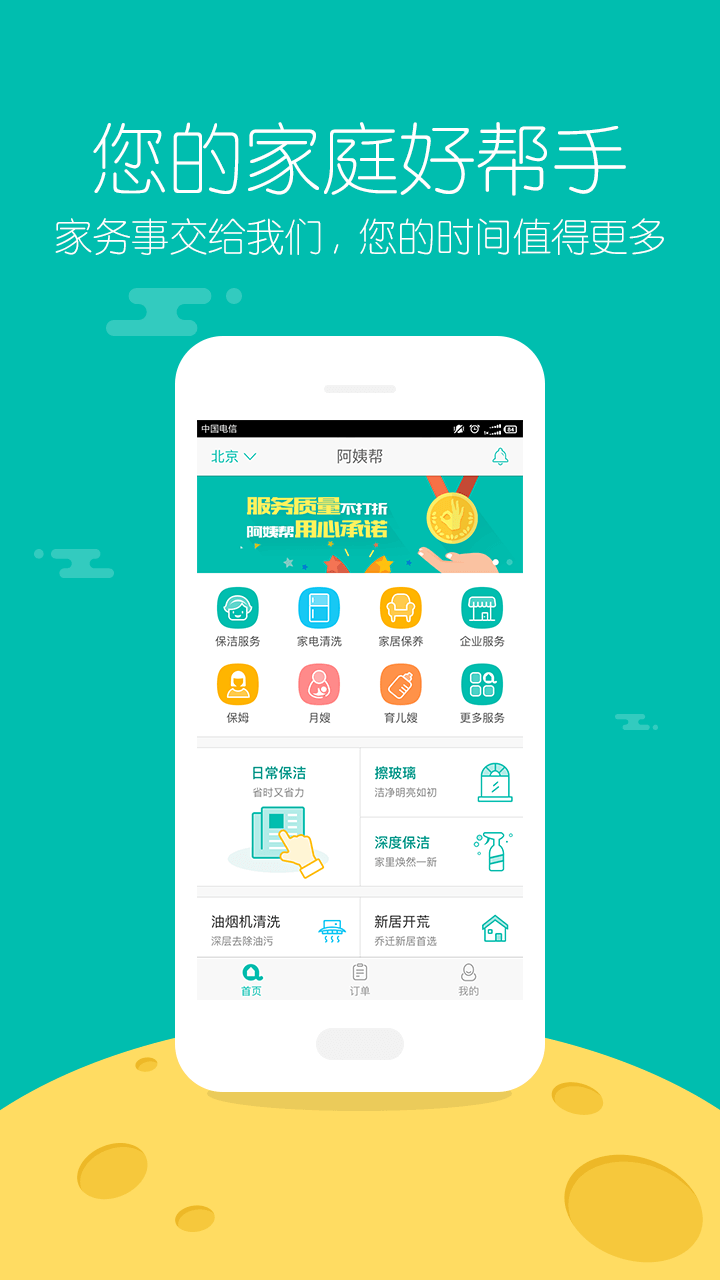 您的家庭好帮手
家务事交给我们，您的时间值得更多
中国电信 64
北京 阿姨帮
服务质量不打折
阿姨帮用心承诺
保洁服务 家电清洗 家居保养 企业服务
保姆 月嫂 育儿嫂 更多服务
日常保洁
省时又省力
擦玻璃
洁净明亮如初
深度保洁
家里焕然一新
油烟机清洗
深层去除油污
新居开荒
乔迁新居首选
首页 订单 我的